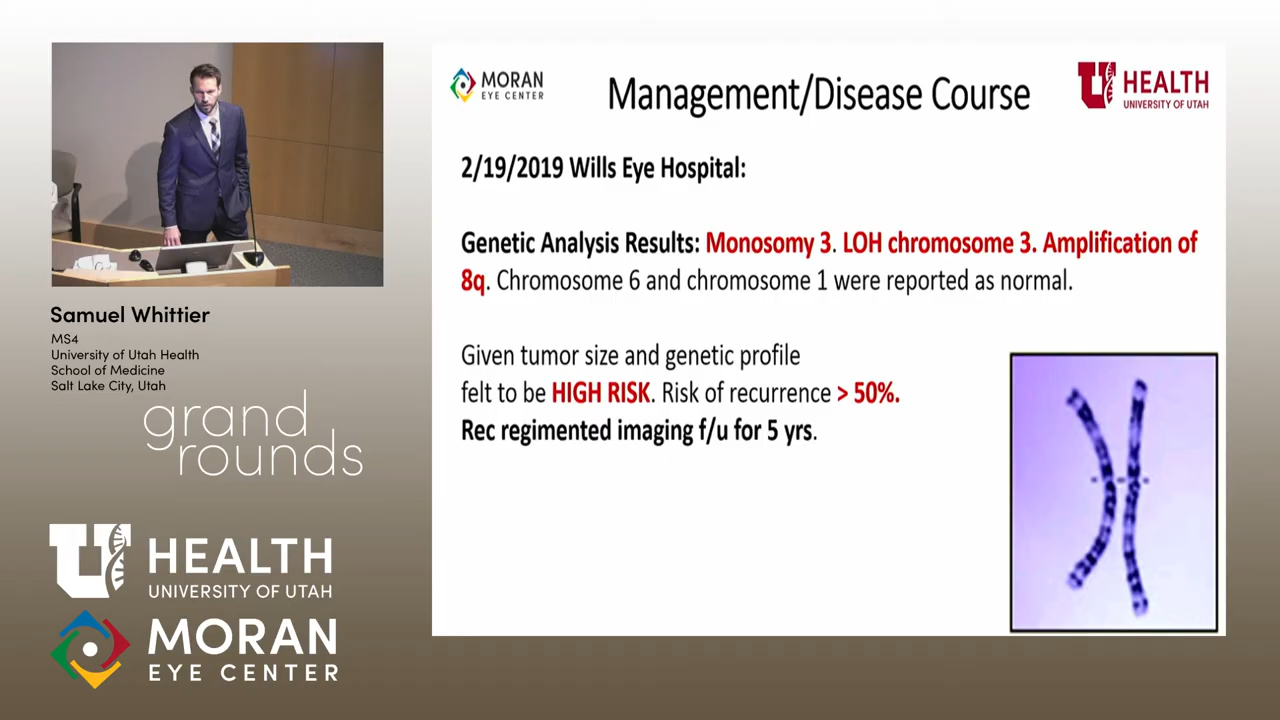 MORAN
EYE CENTER
Management/Disease Course
U HEALTH
UNIVERSITY OF UTAH
2/19/2019 Wills Eye Hospital:
Genetic Analysis Results: Monosomy 3. LOH chromosome 3. Amplification of
8q. Chromosome 6 and chromosome 1 were reported as normal.
Given tumor size and genetic profile
felt to be HIGH RISK. Risk of recurrence > 50%.
Rec regimented imaging f/u for 5 yrs.
Samuel Whittier
MS4
University of Utah Health
School of Medicine
Salt Lake City, Utah
grand
rounds
U HEALTH
UNIVERSITY OF UTAH
MORAN
EYE CENTER